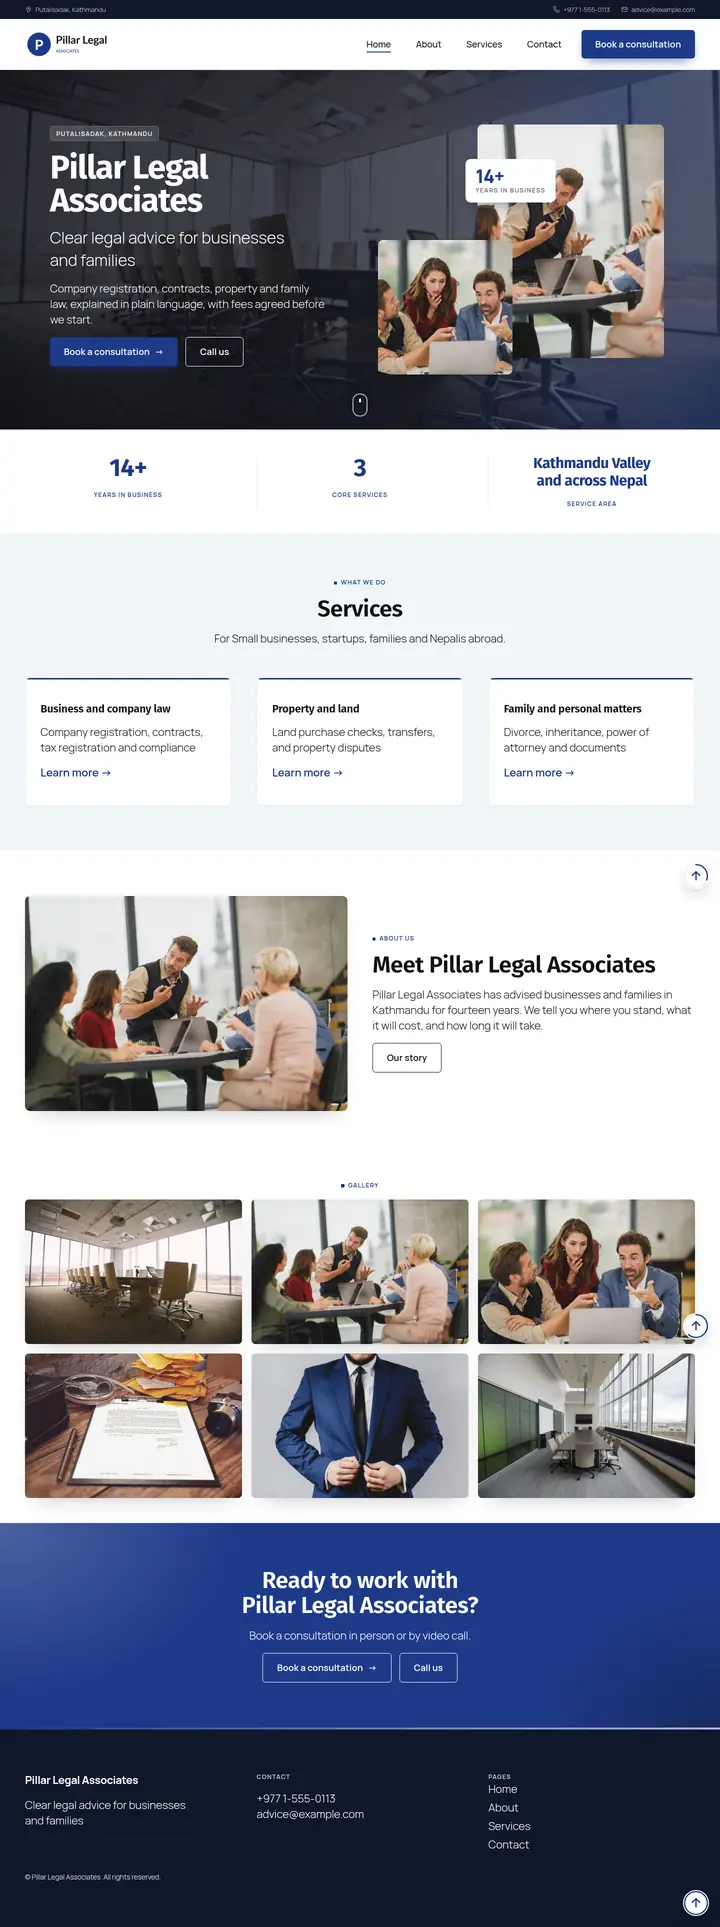 Putalisadak, Kathmandu
+977 1-555-0113
advice@example.com
P
Pillar Legal
ASSOCIATES
Home
About
Services
Contact
Book a consultation
PUTALISADAK, KATHMANDU
Pillar Legal
Associates
Clear legal advice for businesses
and families
Company registration, contracts, property and family
law, explained in plain language, with fees agreed before
we start.
Book a consultation →
Call us
14+
YEARS IN BUSINESS
14+
YEARS IN BUSINESS
3
CORE SERVICES
Kathmandu Valley
and across Nepal
SERVICE AREA
WHAT WE DO
Services
For Small businesses, startups, families and Nepalis abroad.
Business and company law
Company registration, contracts,
tax registration and compliance
Learn more →
Property and land
Land purchase checks, transfers,
and property disputes
Learn more →
Family and personal matters
Divorce, inheritance, power of
attorney and documents
Learn more →
ABOUT US
Meet Pillar Legal Associates
Pillar Legal Associates has advised businesses and families in
Kathmandu for fourteen years. We tell you where you stand, what
it will cost, and how long it will take.
Our story
GALLERY
Ready to work with
Pillar Legal Associates?
Book a consultation in person or by video call.
Book a consultation →
Call us
Pillar Legal Associates
Clear legal advice for businesses
and families
CONTACT
+977 1-555-0113
advice@example.com
PAGES
Home
About
Services
Contact
© Pillar Legal Associates. All rights reserved.